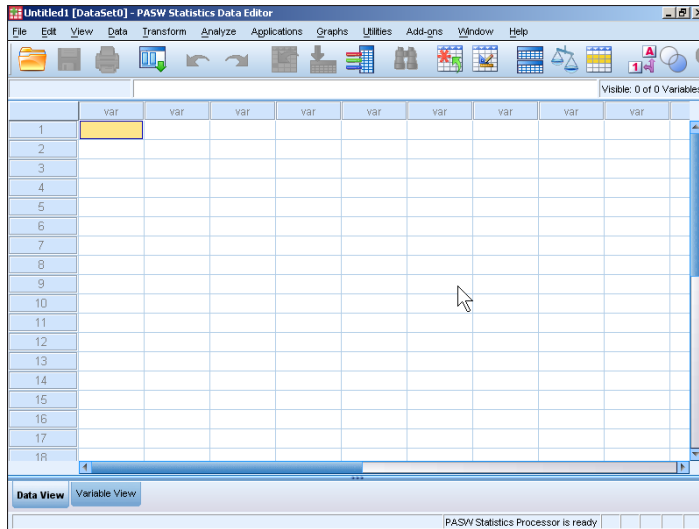 Untitled1 [DataSet0] - PASW Statistics Data Editor
File Edit View Data Transform Analyze Applications Graphs Utilities Add-ons Window Help
A
1
Visible: 0 of 0 Variables
var var var var var var var var var
1
2
3
4
5
6
7
8
9
10
11
12
13
14
15
16
17
18
Data View Variable View
PASW Statistics Processor is ready